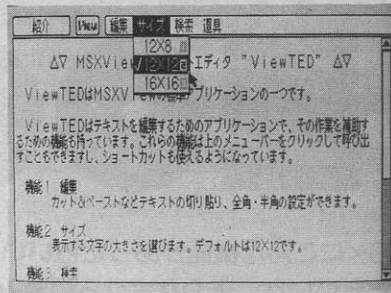 紹介 View 編集 サイズ 検索 道具
12X8
✓12X12
16X16
△▽ MSXView トエディタ "ViewTED" △▽
ViewTEDはMSXViewの標準アプリケーションの一つです。
ViewTEDはテキストを編集するためのアプリケーションで、その作業を補助す
るための機能も持っています。これらの機能は上のメニューバーをクリックして呼び出
すこともできますし、ショートカットも使えるようになっています。
機能1 編集
カット&ペーストなどテキストの切り貼り、全角・半角の設定ができます。
機能2 サイズ
表示する文字の大きさを選びます。デフォルトは12×12です。
機能3 検索